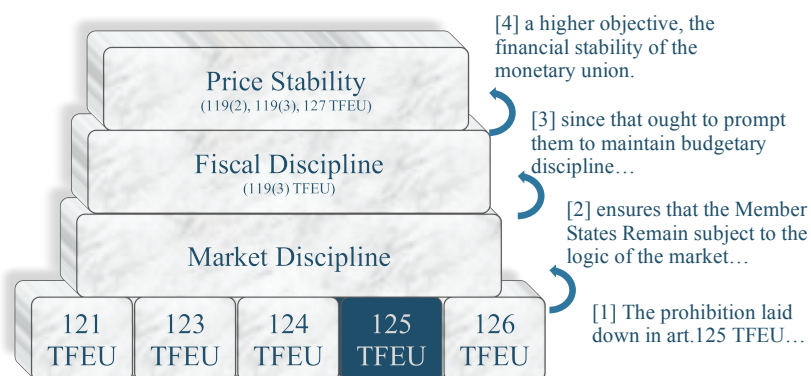 [4] a higher objective, the
financial stability of the
monetary union.
Price Stability
(119(2), 119(3), 127 TFEU)
[3] since that ought to prompt
them to maintain budgetary
discipline…
Fiscal Discipline
(119(3) TFEU)
[2] ensures that the Member
States Remain subject to the
logic of the market…
Market Discipline
[1] The prohibition laid
down in art.125 TFEU…
121
TFEU
123
TFEU
124
TFEU
125
TFEU
126
TFEU